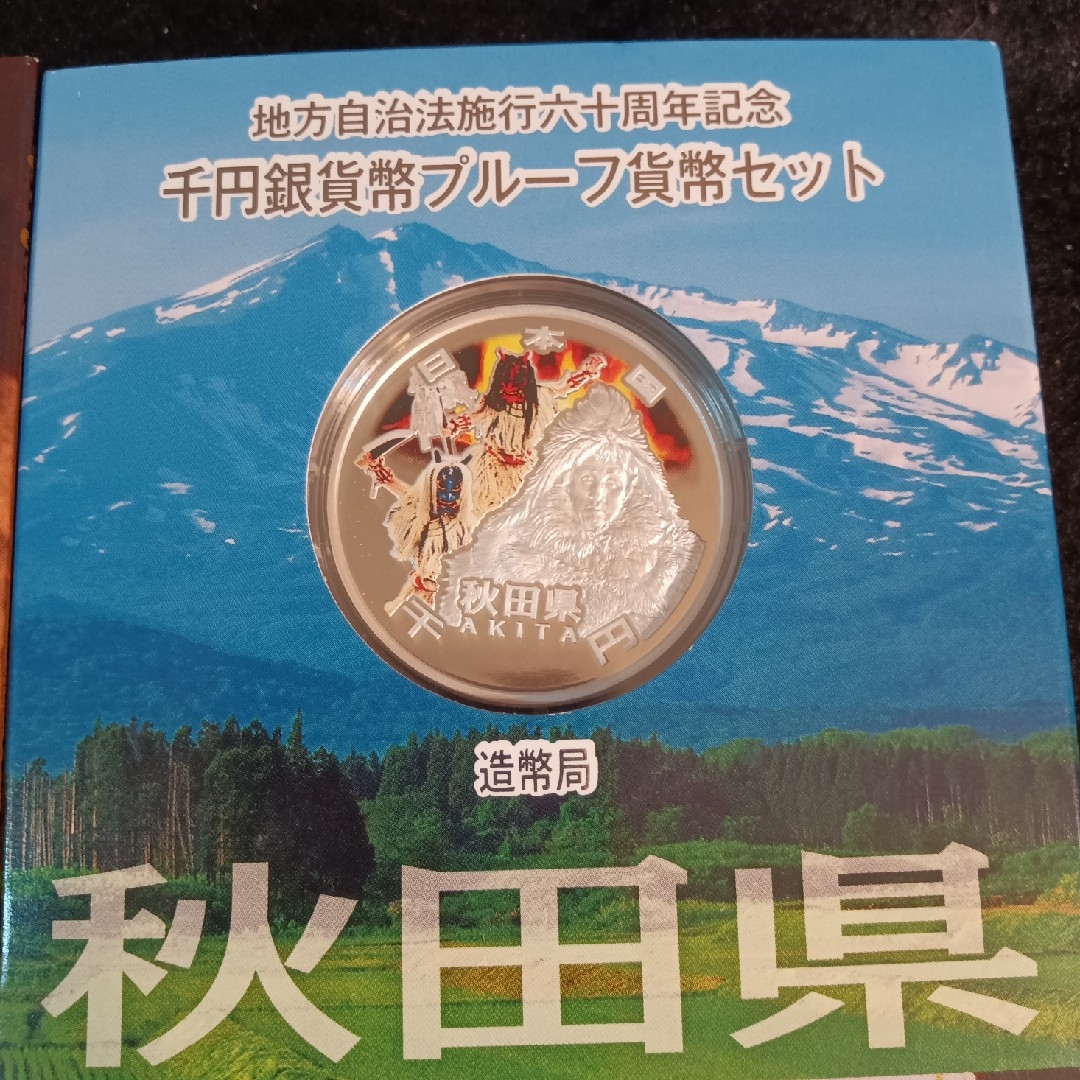 地方自治法施行六十周年記念
千円銀貨幣プルーフ貨幣セット
日本国
秋田県
AKITA
千円
造幣局
秋田県